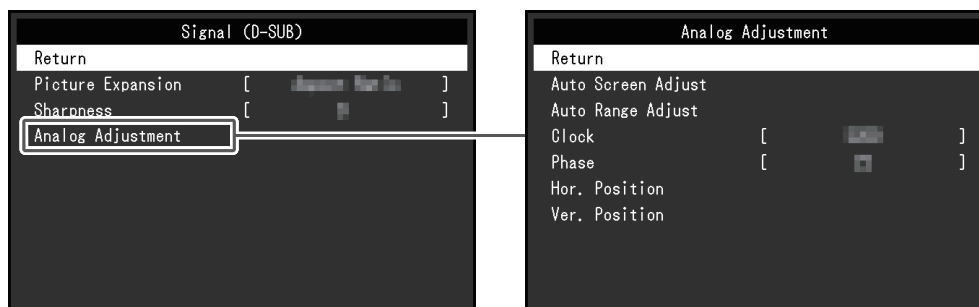 Signal (D-SUB)
Return
Picture Expansion [ ]
Sharpness [ ]
Analog Adjustment
Analog Adjustment
Return
Auto Screen Adjust
Auto Range Adjust
Clock [ ]
Phase [ ]
Hor. Position
Ver. Position